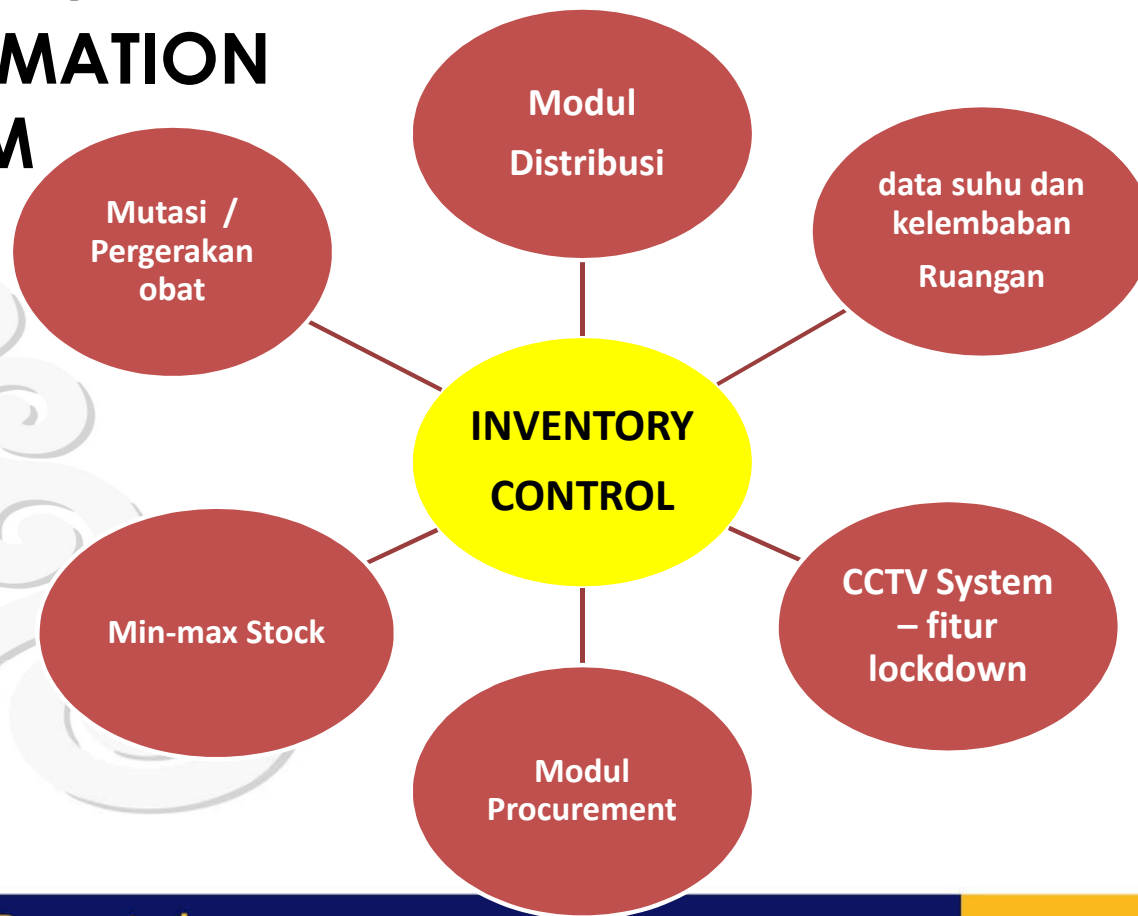 MATION
M
Modul
Distribusi
data suhu dan
kelembaban
Ruangan
Mutasi /
Pergerakan
obat
INVENTORY
CONTROL
CCTV System
– fitur
lockdown
Min-max Stock
Modul
Procurement